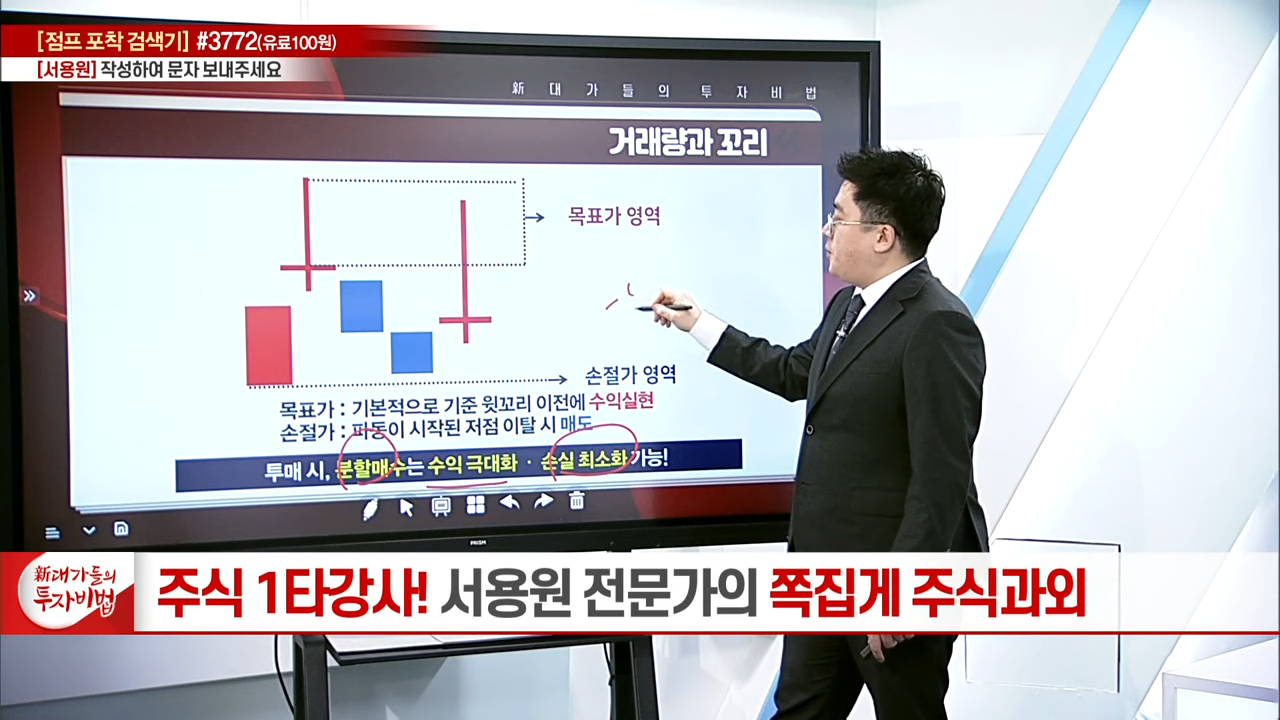 [점프 포착 검색기] #3772(유료100원)
[서용원] 작성하여 문자 보내주세요
新 대 가 들 의 투 자 비 법
거래량과 꼬리
목표가 영역
손절가 영역
목표가 : 기본적으로 기준 윗꼬리 이전에 수익실현
손절가 : 파동이 시작된 저점 이탈 시 매도
투매 시, 분할매수는 수익 극대화 · 손실 최소화 가능!
PRISM
新대가들의
투자비법
주식 1타강사! 서용원 전문가의 쪽집게 주식과외